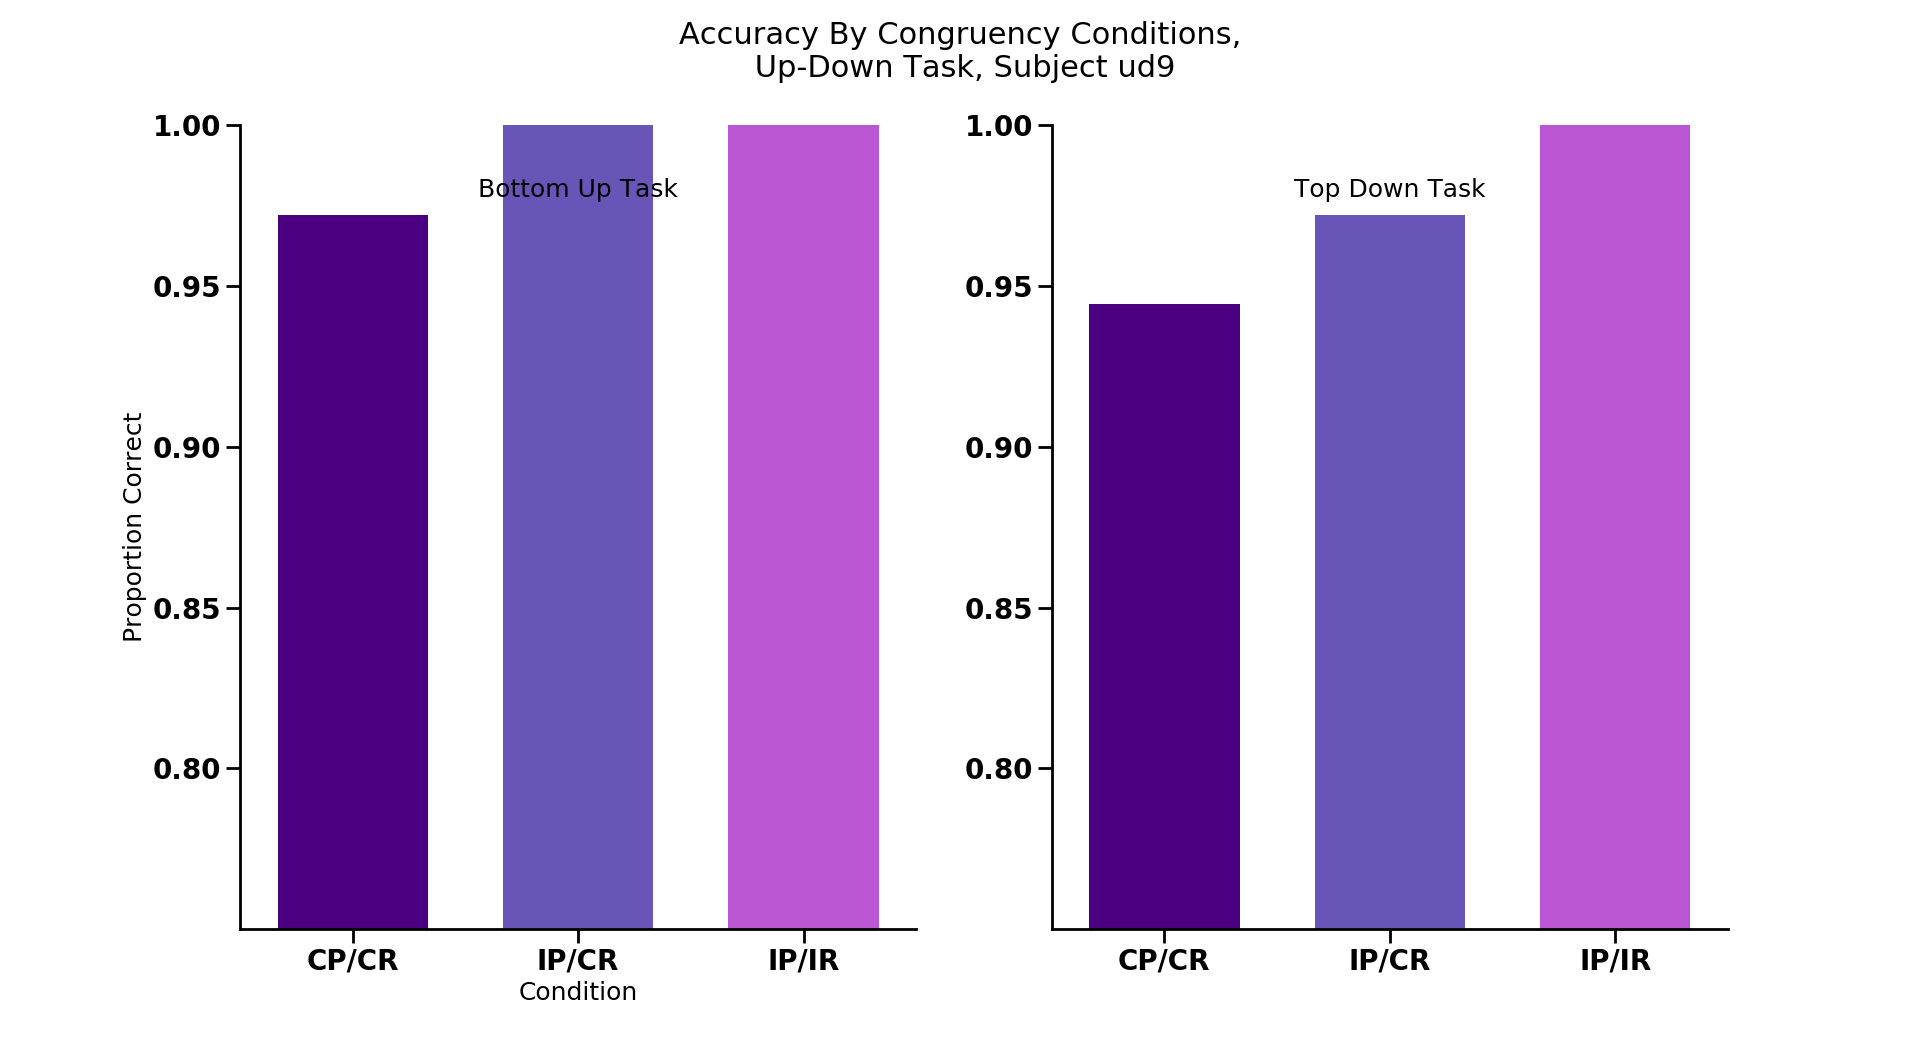 Accuracy By Congruency Conditions,
Up-Down Task, Subject ud9
Proportion Correct
1.00
0.95
0.90
0.85
0.80
Bottom Up Task
CP/CR
IP/CR
IP/IR
Condition
1.00
0.95
0.90
0.85
0.80
Top Down Task
CP/CR
IP/CR
IP/IR